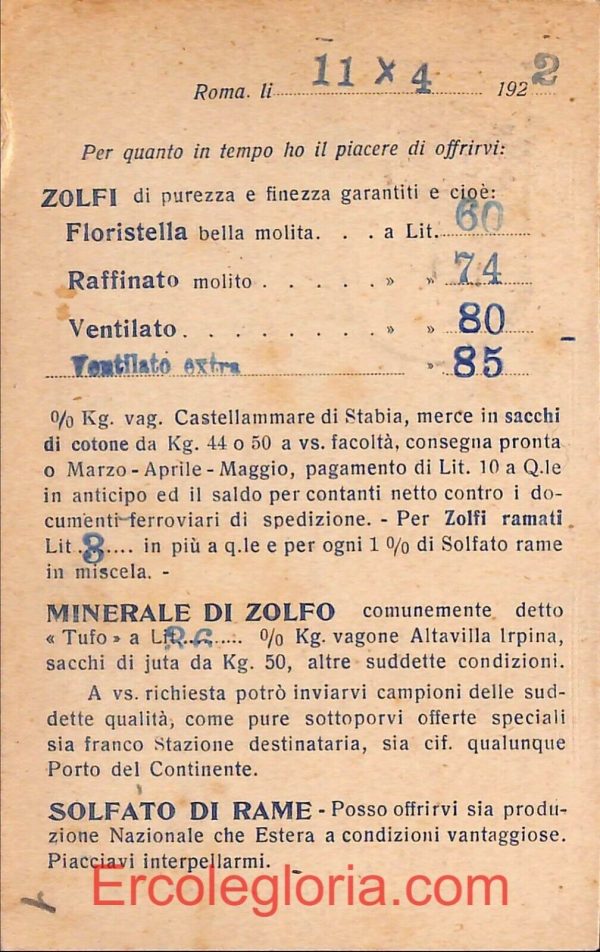 Roma. li 11 X 4 1922
Per quanto in tempo ho il piacere di offrirvi:
ZOLFI di purezza e finezza garantiti e cioè:
Floristella bella molita. . . a Lit. 60
Raffinato molito . . . . . » » 74
Ventilato . . . . . . . . » » 80
Ventilato extra » 85
% Kg. vag. Castellammare di Stabia, merce in sacchi
di cotone da Kg. 44 o 50 a vs. facoltà, consegna pronta
o Marzo - Aprile - Maggio, pagamento di Lit. 10 a Q.le
in anticipo ed il saldo per contanti netto contro i do-
cumenti ferroviari di spedizione. - Per Zolfi ramati
Lit . 8 .... in più a q.le e per ogni 1 % di Solfato rame
in miscela. -
MINERALE DI ZOLFO comunemente detto
« Tufo » a Lit. ..... % Kg. vagone Altavilla Irpina,
sacchi di juta da Kg. 50, altre suddette condizioni.
A vs. richiesta potrò inviarvi campioni delle sud-
dette qualità, come pure sottoporvi offerte speciali
sia franco Stazione destinataria, sia cif. qualunque
Porto del Continente.
SOLFATO DI RAME - Posso offrirvi sia produ-
zione Nazionale che Estera a condizioni vantaggiose.
Piacciavi interpellarmi. -
Ercolegloria.com